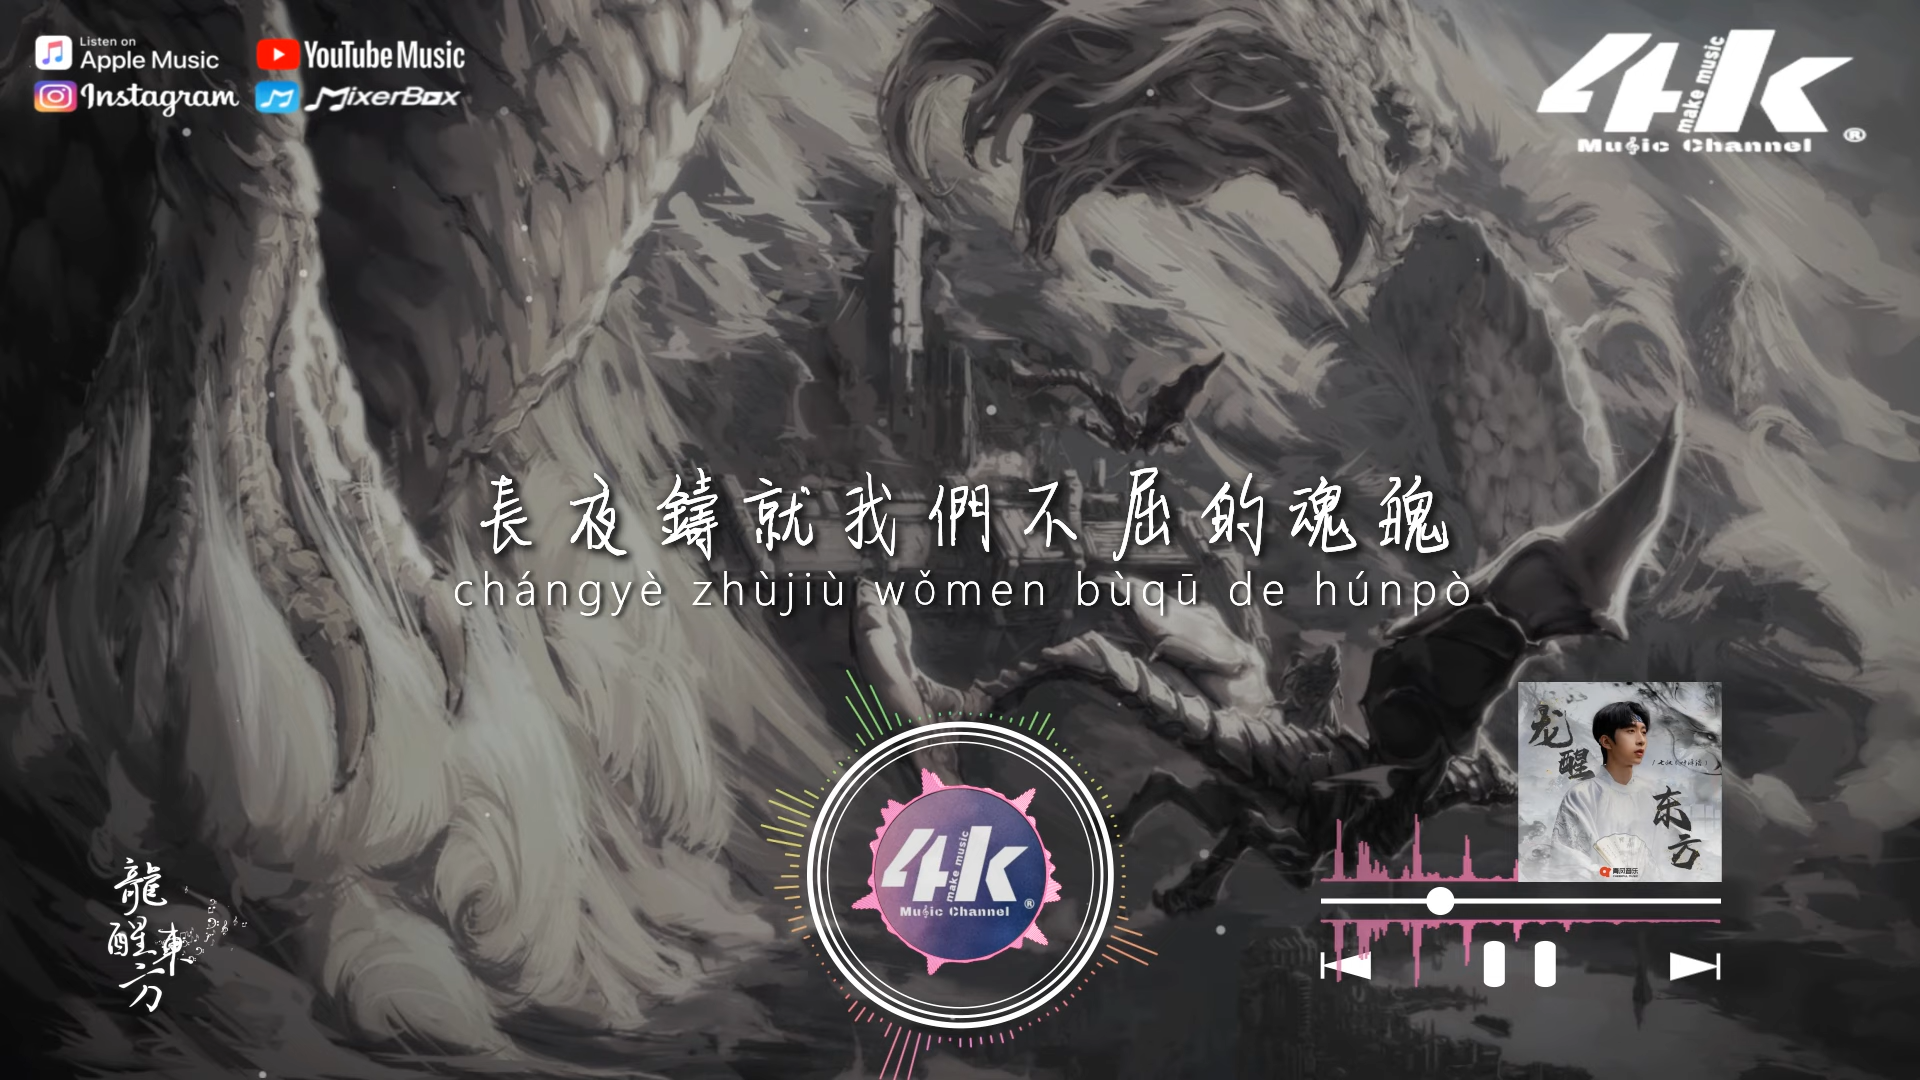 Listen on
Apple Music
YouTube Music
Instagram
MixerBox
4k
make music
Music Channel ®
長夜鑄就我們不屈的魂魄
chángyè zhùjiù wǒmen bùqū de húnpò
龙醒
东方
4k
make music
Music Channel ®
龍醒東方